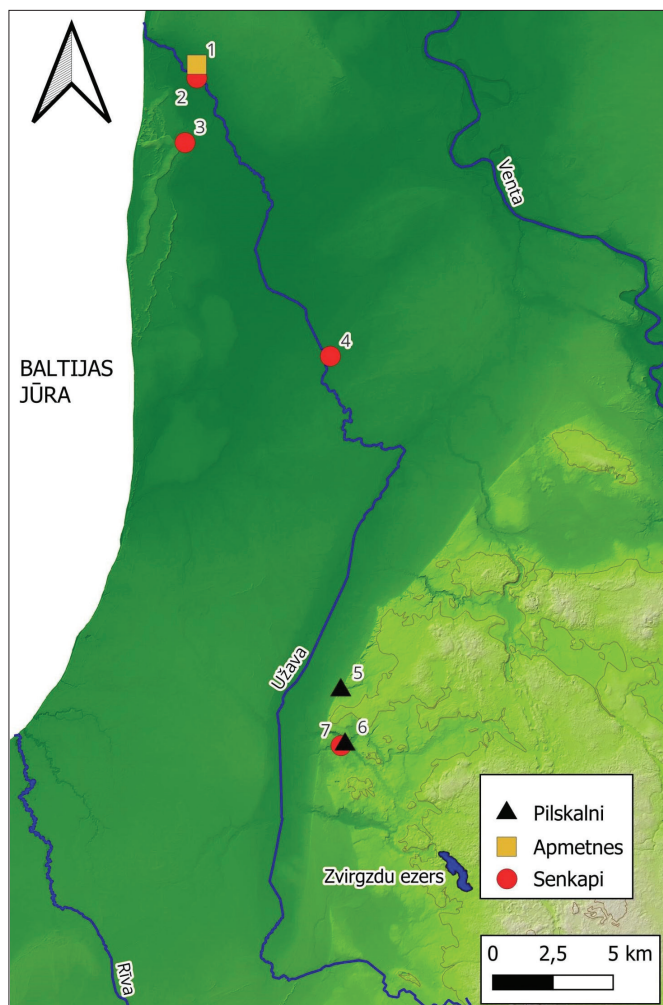 1
2
3
Venta
4
BALTIJAS
JŪRA
Užava
5
7
6
Pilskalni
Apmetnes
Senkapi
Zvirgzdu ezers
Rīva
0 2,5 5 km